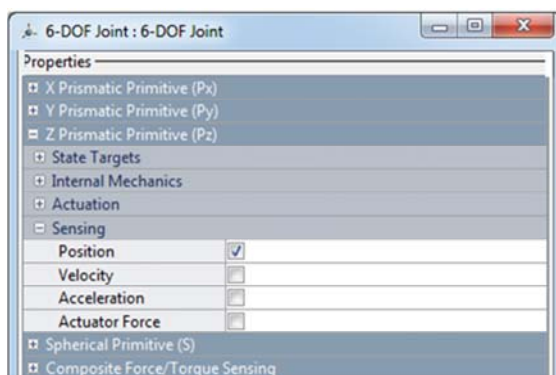 6-DOF Joint : 6-DOF Joint
Properties
X Prismatic Primitive (Px)
Y Prismatic Primitive (Py)
Z Prismatic Primitive (Pz)
State Targets
Internal Mechanics
Actuation
Sensing
Position
Velocity
Acceleration
Actuator Force
Spherical Primitive (S)
Composite Force/Torque Sensing